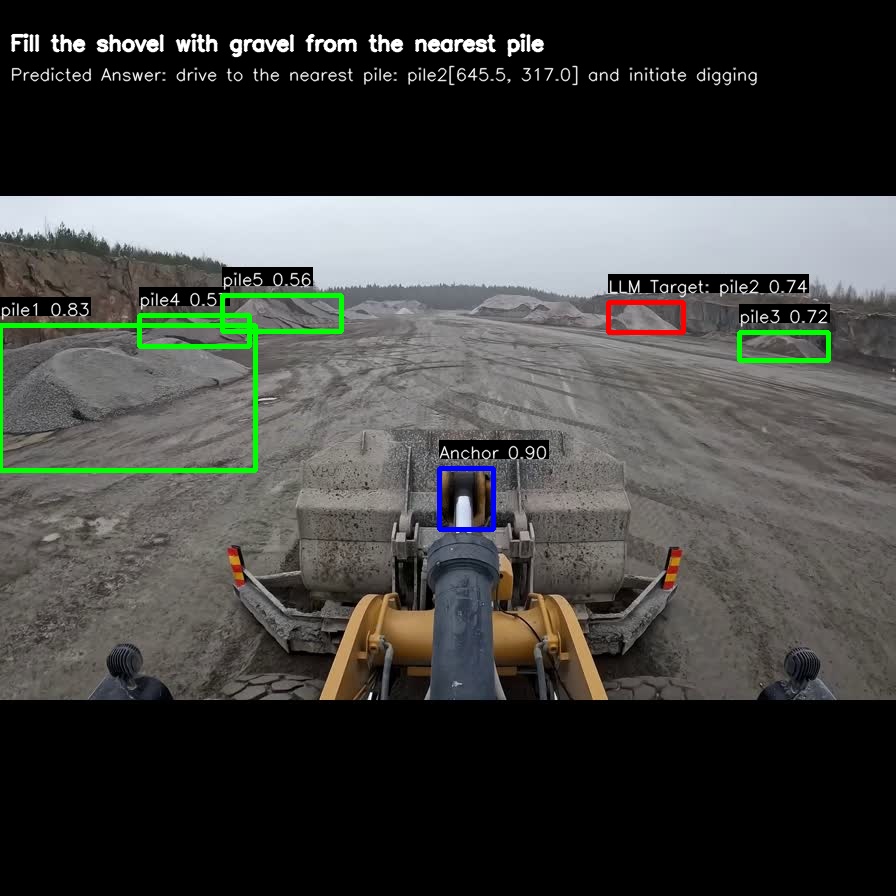 Fill the shovel with gravel from the nearest pile
Predicted Answer: drive to the nearest pile: pile2[645.5, 317.0] and initiate digging
pile5 0.56
LLM Target: pile2 0.74
pile4 0.5
pile1 0.83
pile3 0.72
Anchor 0.90